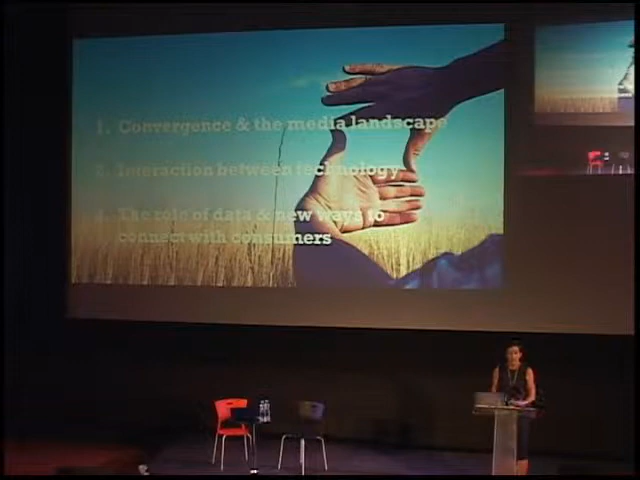 1. Convergence & the media landscape
2. Interaction between technology
3. The role of data & new ways to
connect with consumers